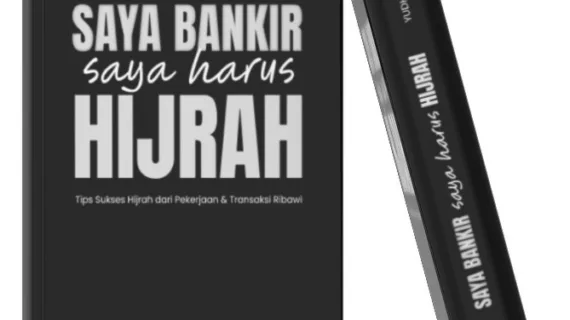 SAYA BANKIR
saya harus
HIJRAH
Tips Sukses Hijrah dari Pekerjaan & Transaksi Ribawi
SAYA BANKIR saya harus HIJRAH